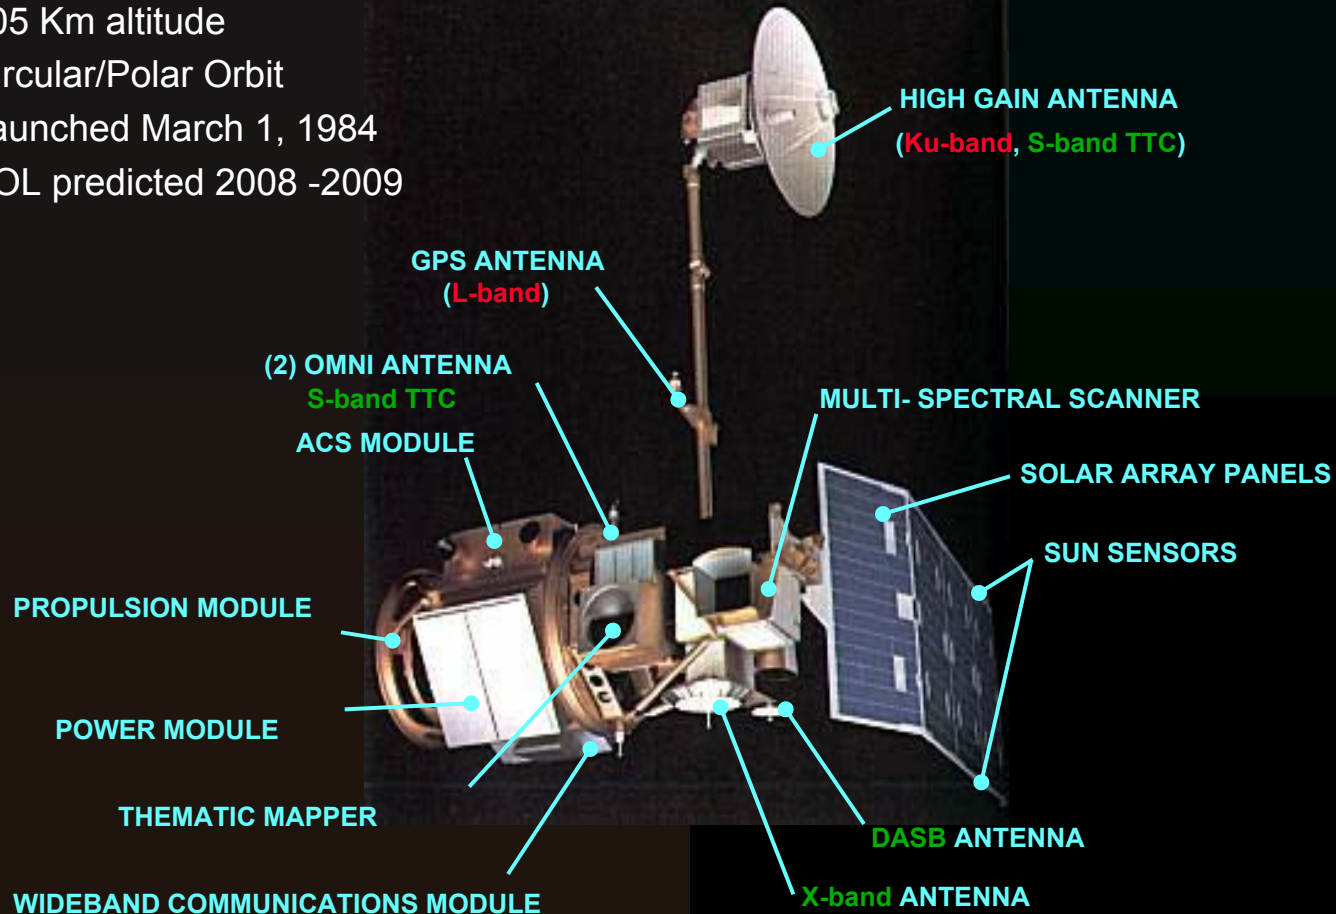 05 Km altitude
rcular/Polar Orbit
aunched March 1, 1984
OL predicted 2008 -2009
HIGH GAIN ANTENNA
(Ku-band, S-band TTC)
GPS ANTENNA
(L-band)
(2) OMNI ANTENNA
S-band TTC
ACS MODULE
MULTI- SPECTRAL SCANNER
SOLAR ARRAY PANELS
SUN SENSORS
PROPULSION MODULE
POWER MODULE
THEMATIC MAPPER
DASB ANTENNA
X-band ANTENNA
WIDEBAND COMMUNICATIONS MODULE